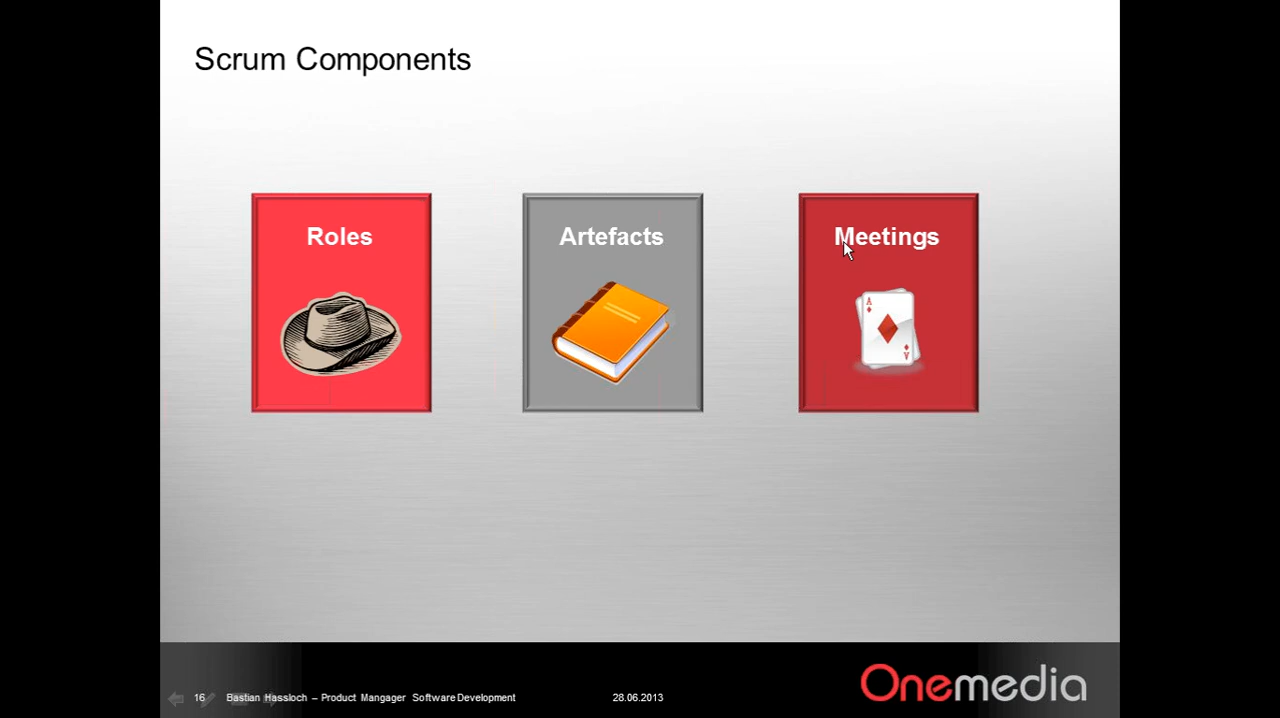 Scrum Components
Roles
Artefacts
Meetings
A
A
16 Bastian Hassloch – Product Mangager Software Development 28.06.2013
Onemedia